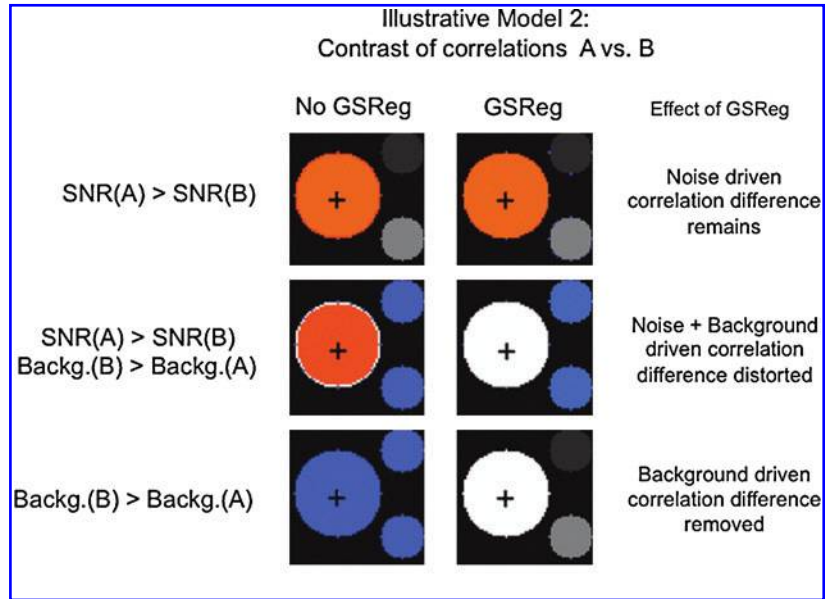 Illustrative Model 2:
Contrast of correlations A vs. B
No GSReg
GSReg
Effect of GSReg
SNR(A) > SNR(B)
Noise driven
correlation difference
remains
SNR(A) > SNR(B)
Backg.(B) > Backg.(A)
Noise + Background
driven correlation
difference distorted
Backg.(B) > Backg.(A)
Background driven
correlation difference
removed